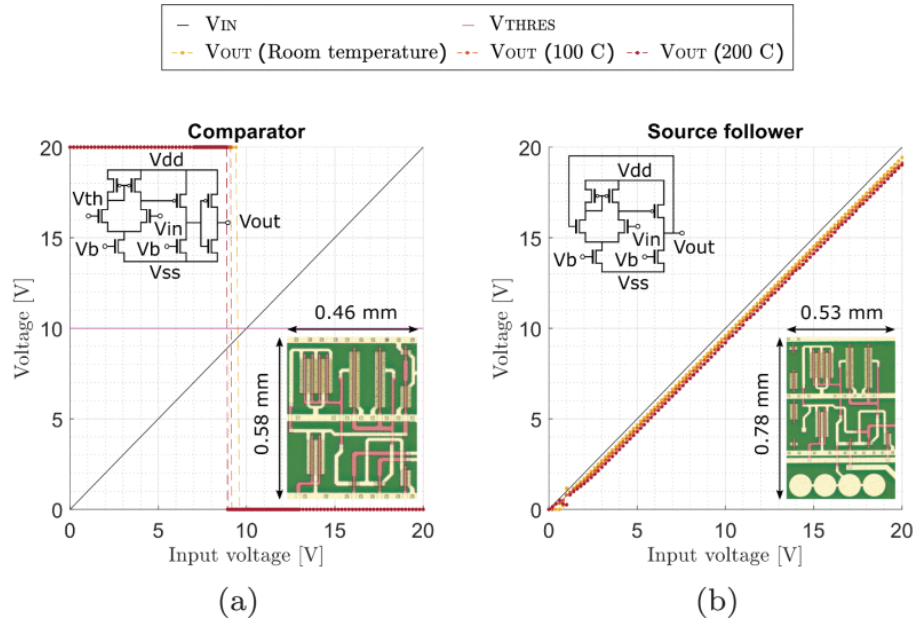 VIN VTHRES
VOUT (Room temperature) VOUT (100 C) VOUT (200 C)
Comparator
20
15
10
5
0
Voltage [V]
0 5 10 15 20
Input voltage [V]
Vdd
Vth
Vin
Vout
Vb Vb
Vss
0.46 mm
0.58 mm
(a)
Source follower
20
15
10
5
0
Voltage [V]
0 5 10 15 20
Input voltage [V]
Vdd
Vin
Vout
Vb Vb
Vss
0.53 mm
0.78 mm
(b)